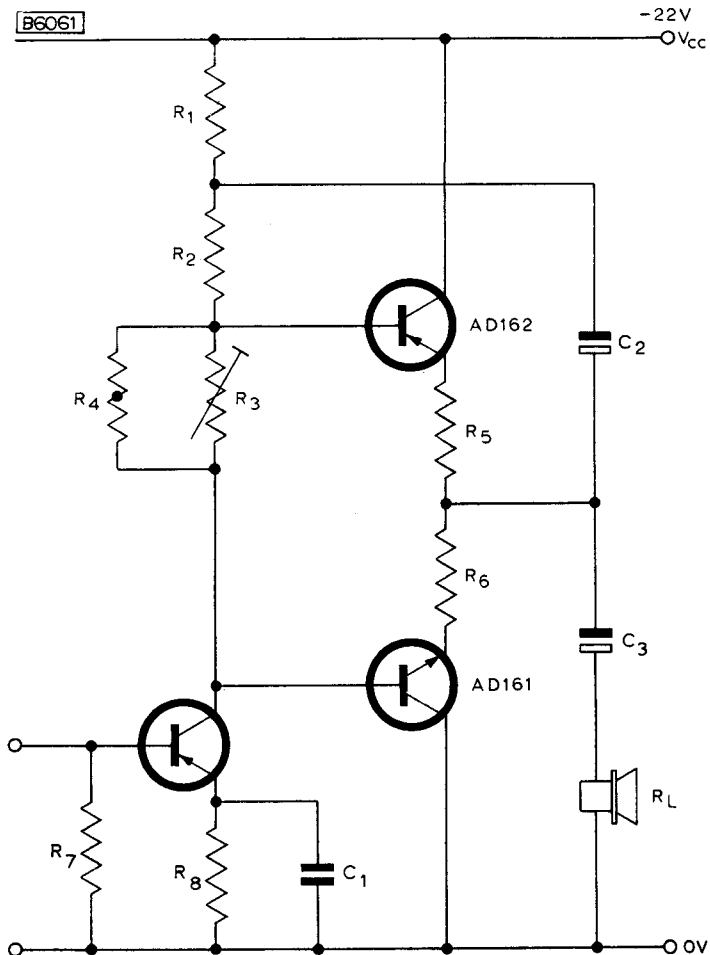 B6061
-22V
Vcc
R1
R2
AD162
C2
R4
R3
R5
R6
C3
AD161
RL
R7
R8
C1
0V